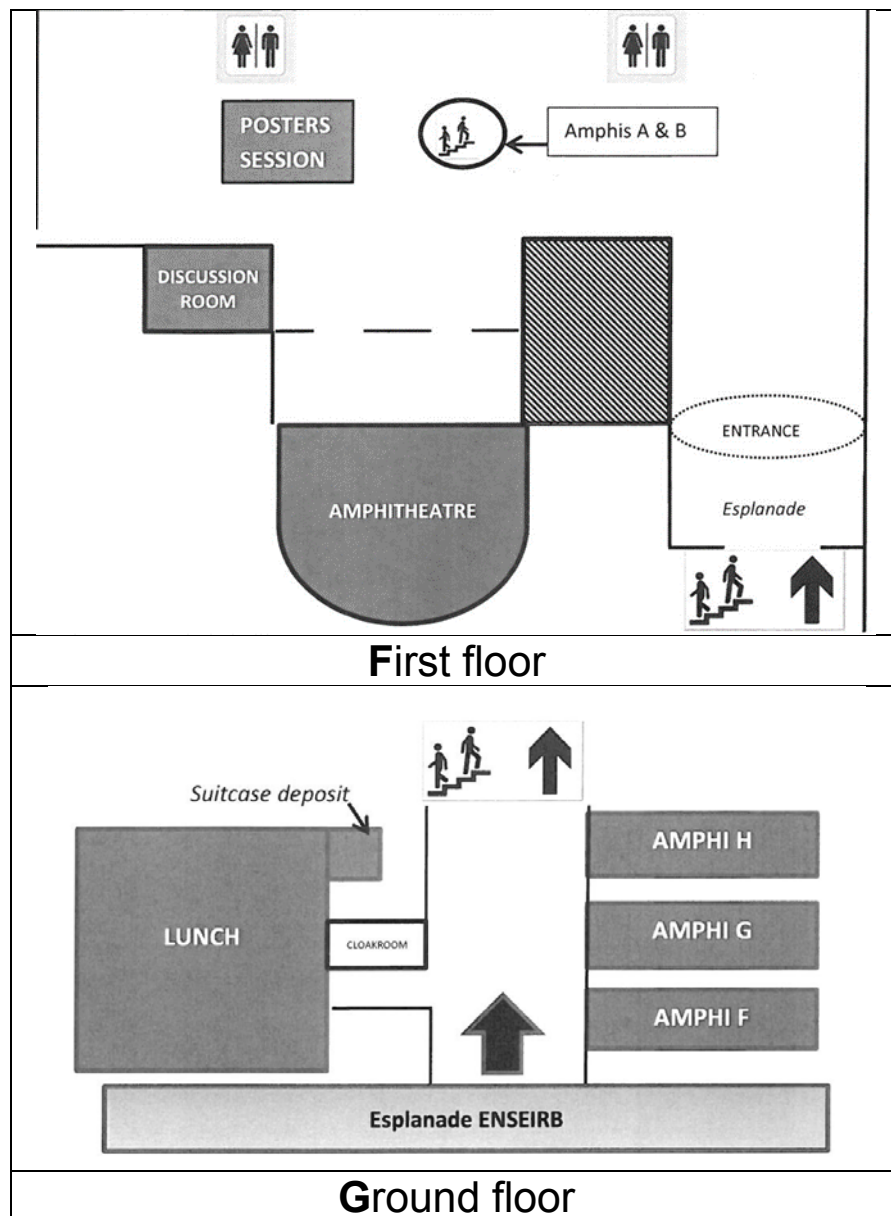 POSTERS
SESSION
Amphis A & B
DISCUSSION
ROOM
ENTRANCE
AMPHITHEATRE
Esplanade
First floor
Suitcase deposit
AMPHI H
LUNCH
CLOAKROOM
AMPHI G
AMPHI F
Esplanade ENSEIRB
Ground floor